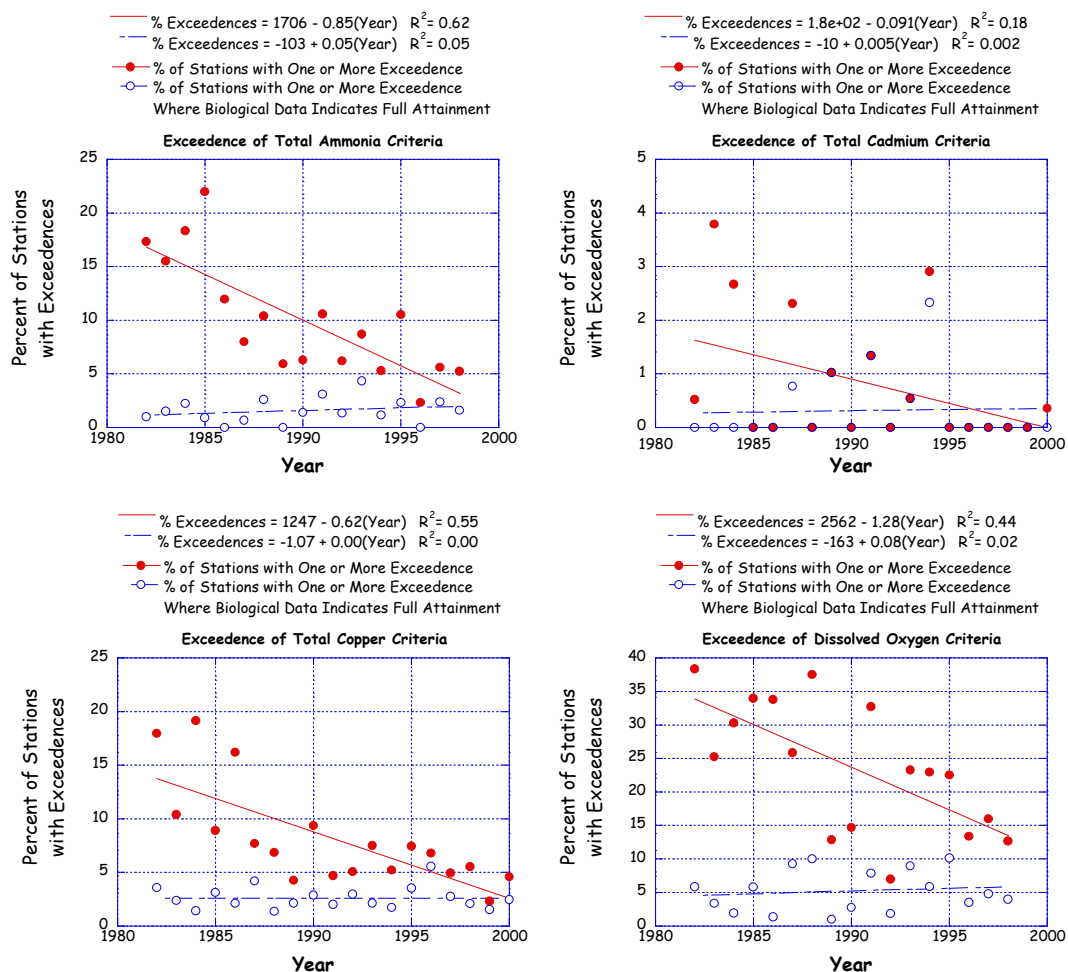 % Exceedences = 1706 - 0.85(Year) R2= 0.62
% Exceedences = -103 + 0.05(Year) R2= 0.05
% of Stations with One or More Exceedence
% of Stations with One or More Exceedence
Where Biological Data Indicates Full Attainment
Exceedence of Total Ammonia Criteria
25
20
15
10
5
0
Percent of Stations
with Exceedences
1980 1985 1990 1995 2000
Year
% Exceedences = 1.8e+02 - 0.091(Year) R2= 0.18
% Exceedences = -10 + 0.005(Year) R2= 0.002
% of Stations with One or More Exceedence
% of Stations with One or More Exceedence
Where Biological Data Indicates Full Attainment
Exceedence of Total Cadmium Criteria
5
4
3
2
1
0
Percent of Stations
with Exceedences
1980 1985 1990 1995 2000
Year
% Exceedences = 1247 - 0.62(Year) R2= 0.55
% Exceedences = -1.07 + 0.00(Year) R2= 0.00
% of Stations with One or More Exceedence
% of Stations with One or More Exceedence
Where Biological Data Indicates Full Attainment
Exceedence of Total Copper Criteria
25
20
15
10
5
0
Percent of Stations
with Exceedences
1980 1985 1990 1995 2000
Year
% Exceedences = 2562 - 1.28(Year) R2= 0.44
% Exceedences = -163 + 0.08(Year) R2= 0.02
% of Stations with One or More Exceedence
% of Stations with One or More Exceedence
Where Biological Data Indicates Full Attainment
Exceedence of Dissolved Oxygen Criteria
40
35
30
25
20
15
10
5
0
Percent of Stations
with Exceedences
1980 1985 1990 1995 2000
Year